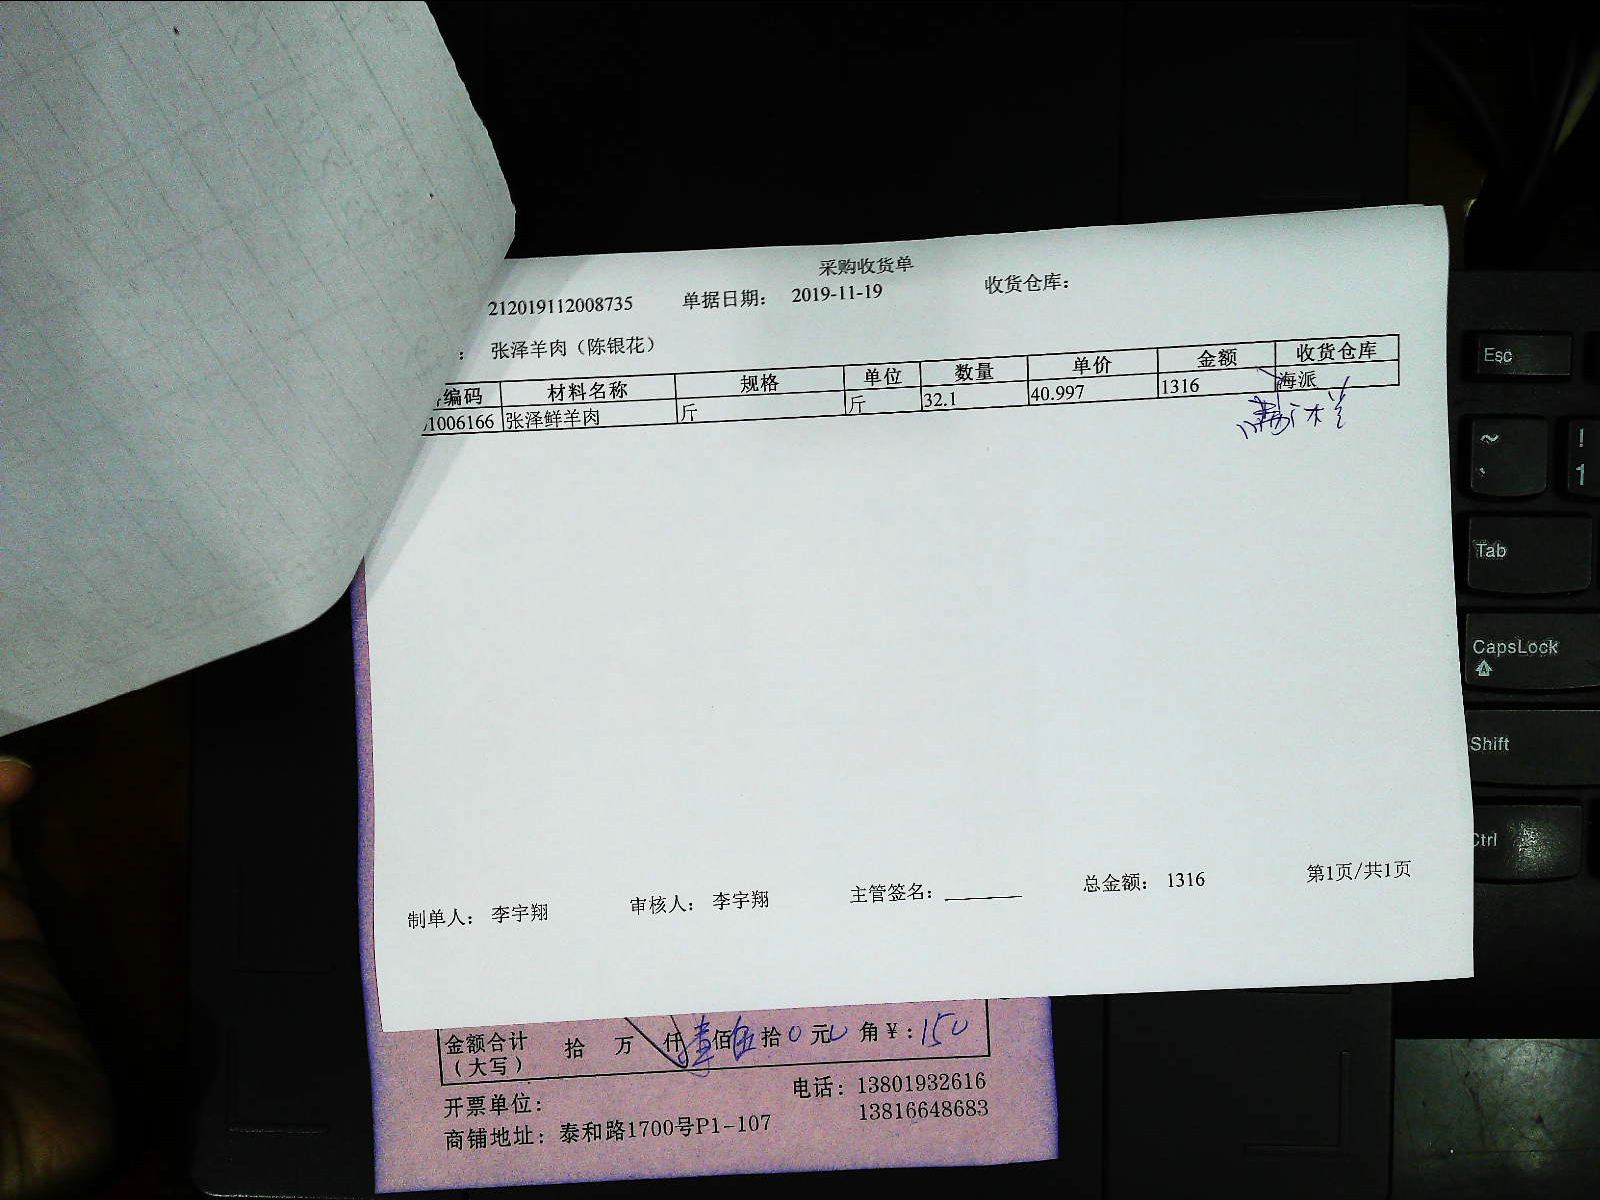 采购收货单
212019112008735 单据日期： 2019-11-19 收货仓库：
： 张泽羊肉（陈银花）
编码 材料名称 规格 单位 数量 单价 金额 收货仓库
1006166 张泽鲜羊肉 斤 斤 32.1 40.997 1316 海派
制单人： 李宇翔 审核人： 李宇翔 主管签名： 总金额： 1316 第1页/共1页
金额合计（大写） 拾 万 仟 壹佰 伍拾 0元 0角 ¥：150
开票单位：
电话：13801932616
13816648683
商铺地址：泰和路1700号P1-107
Esc
~
`
!
1
Tab
CapsLock
Shift
Ctrl